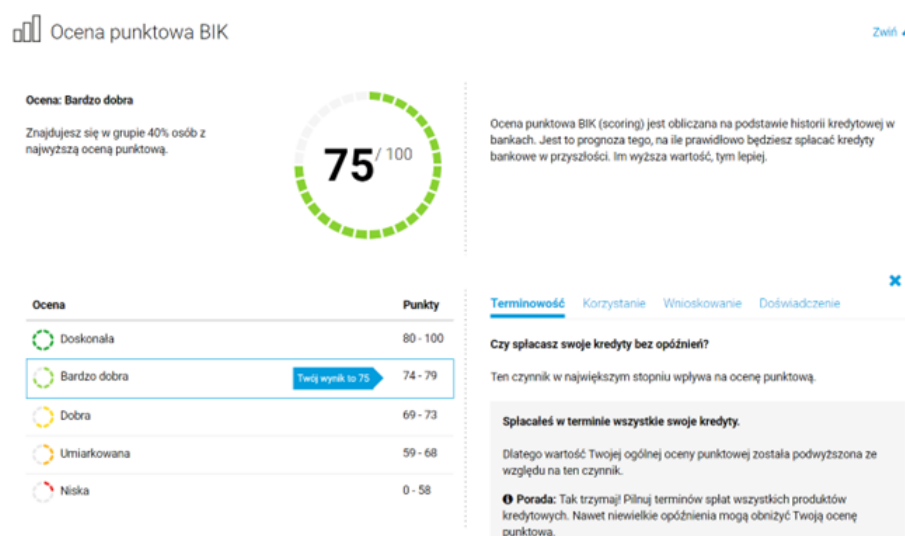 Ocena punktowa BIK
Zwiń
Ocena: Bardzo dobra
Znajdujesz się w grupie 40% osób z
najwyższą oceną punktową.
75 / 100
Ocena punktowa BIK (scoring) jest obliczana na podstawie historii kredytowej w
bankach. Jest to prognoza tego, na ile prawidłowo będziesz spłacać kredyty
bankowe w przyszłości. Im wyższa wartość, tym lepiej.
Ocena Punkty
Doskonała 80 - 100
Bardzo dobra Twój wynik to 75 74 - 79
Dobra 69 - 73
Umiarkowana 59 - 68
Niska 0 - 58
Terminowość Korzystanie Wnioskowanie Doświadczenie
Czy spłacasz swoje kredyty bez opóźnień?
Ten czynnik w największym stopniu wpływa na ocenę punktową.
Spłacałeś w terminie wszystkie swoje kredyty.
Dlatego wartość Twojej ogólnej oceny punktowej została podwyższona ze
względu na ten czynnik.
Porada: Tak trzymaj! Pilnuj terminów spłat wszystkich produktów
kredytowych. Nawet niewielkie opóźnienia mogą obniżyć Twoją ocenę
punktową.